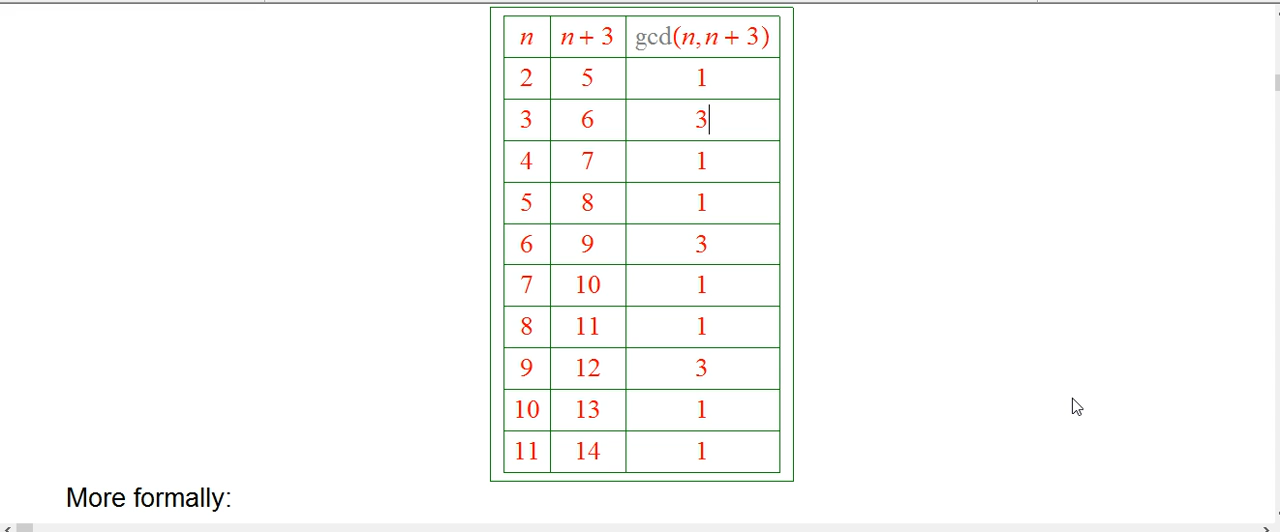 n n + 3 gcd(n, n + 3)
2 5 1
3 6 3
4 7 1
5 8 1
6 9 3
7 10 1
8 11 1
9 12 3
10 13 1
11 14 1
More formally: